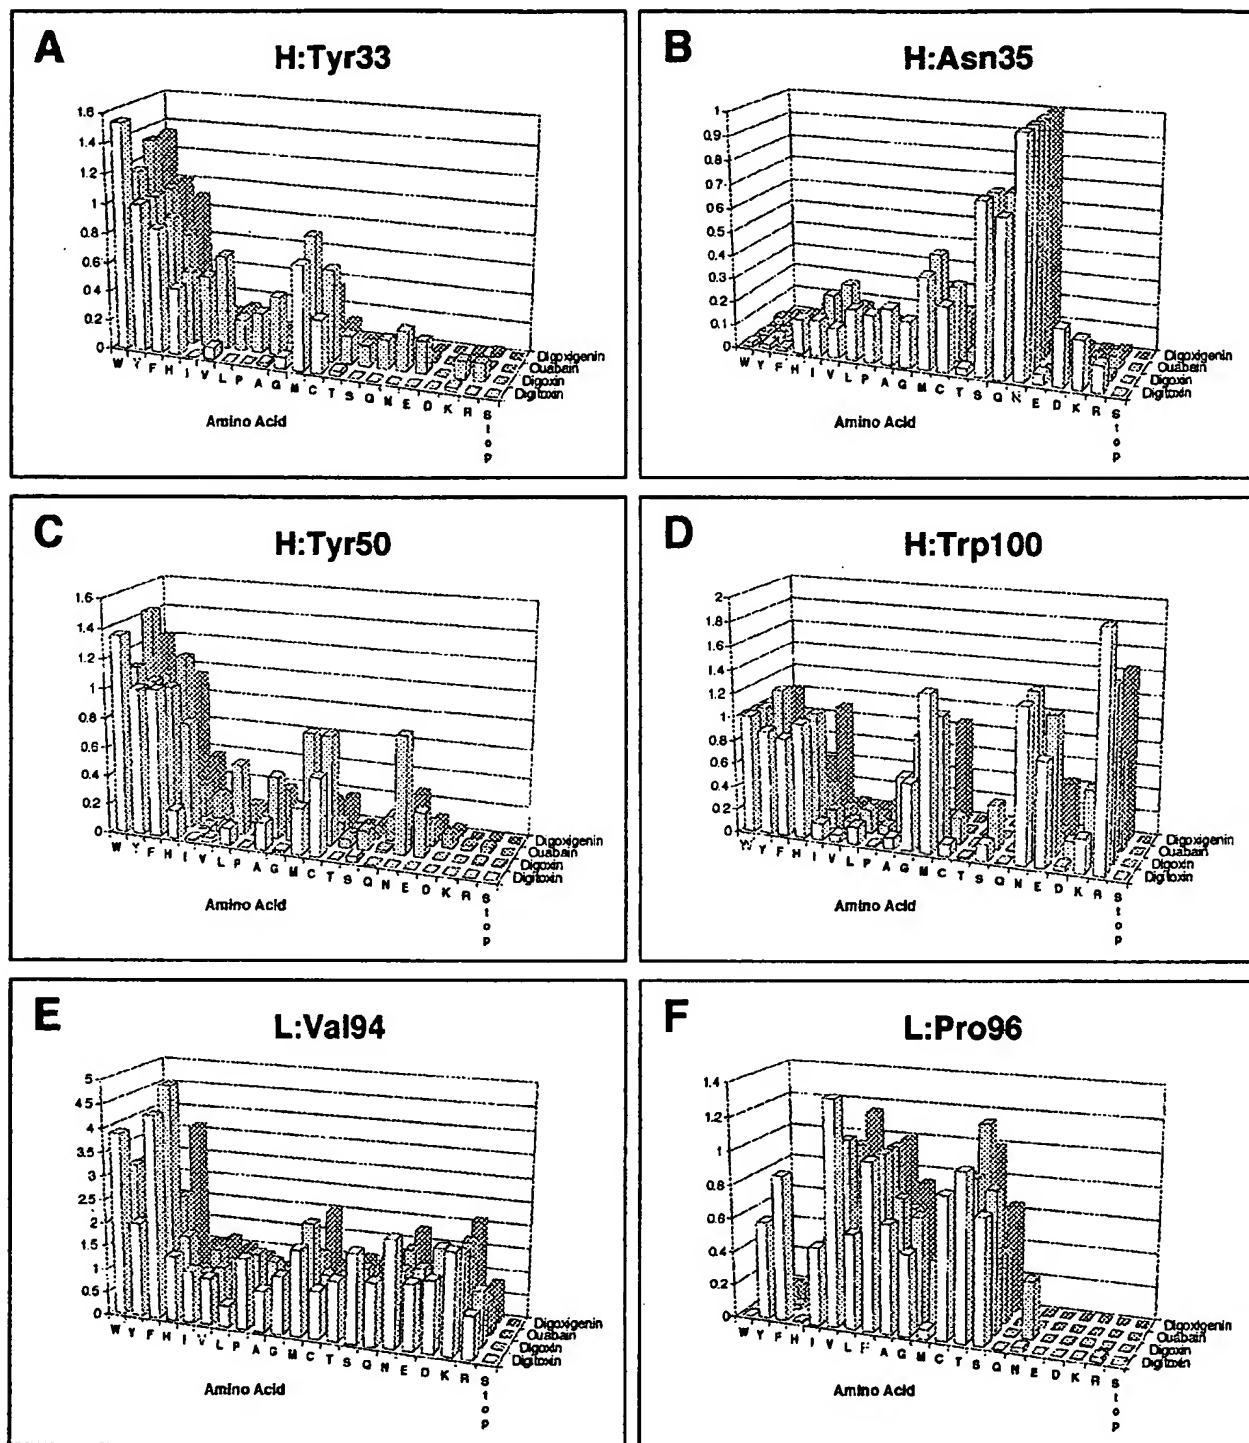 A
H:Tyr33
1.6
1.4
1.2
1
0.8
0.6
0.4
0.2
0
W Y F H I V L P A G M C T S Q N E D K R Stop
Digoxigenin
Ouabain
Digoxin
Digitoxin
Amino Acid
B
H:Asn35
1
0.9
0.8
0.7
0.6
0.5
0.4
0.3
0.2
0.1
0
W Y F H I V L P A G M C T S Q N E D K R Stop
Digoxigenin
Ouabain
Digoxin
Digitoxin
Amino Acid
C
H:Tyr50
1.6
1.4
1.2
1
0.8
0.6
0.4
0.2
0
W Y F H I V L P A G M C T S Q N E D K R Stop
Digoxigenin
Ouabain
Digoxin
Digitoxin
Amino Acid
D
H:Trp100
2
1.8
1.6
1.4
1.2
1
0.8
0.6
0.4
0.2
0
W Y F H I V L P A G M C T S Q N E D K R Stop
Digoxigenin
Ouabain
Digoxin
Digitoxin
Amino Acid
E
L:Val94
5
4.5
4
3.5
3
2.5
2
1.5
1
0.5
0
W Y F H I V L P A G M C T S Q N E D K R Stop
Digoxigenin
Ouabain
Digoxin
Digitoxin
Amino Acid
F
L:Pro96
1.4
1.2
1
0.8
0.6
0.4
0.2
0
W Y F H I V L P A G M C T S Q N E D K R Stop
Digoxigenin
Ouabain
Digoxin
Digitoxin
Amino Acid